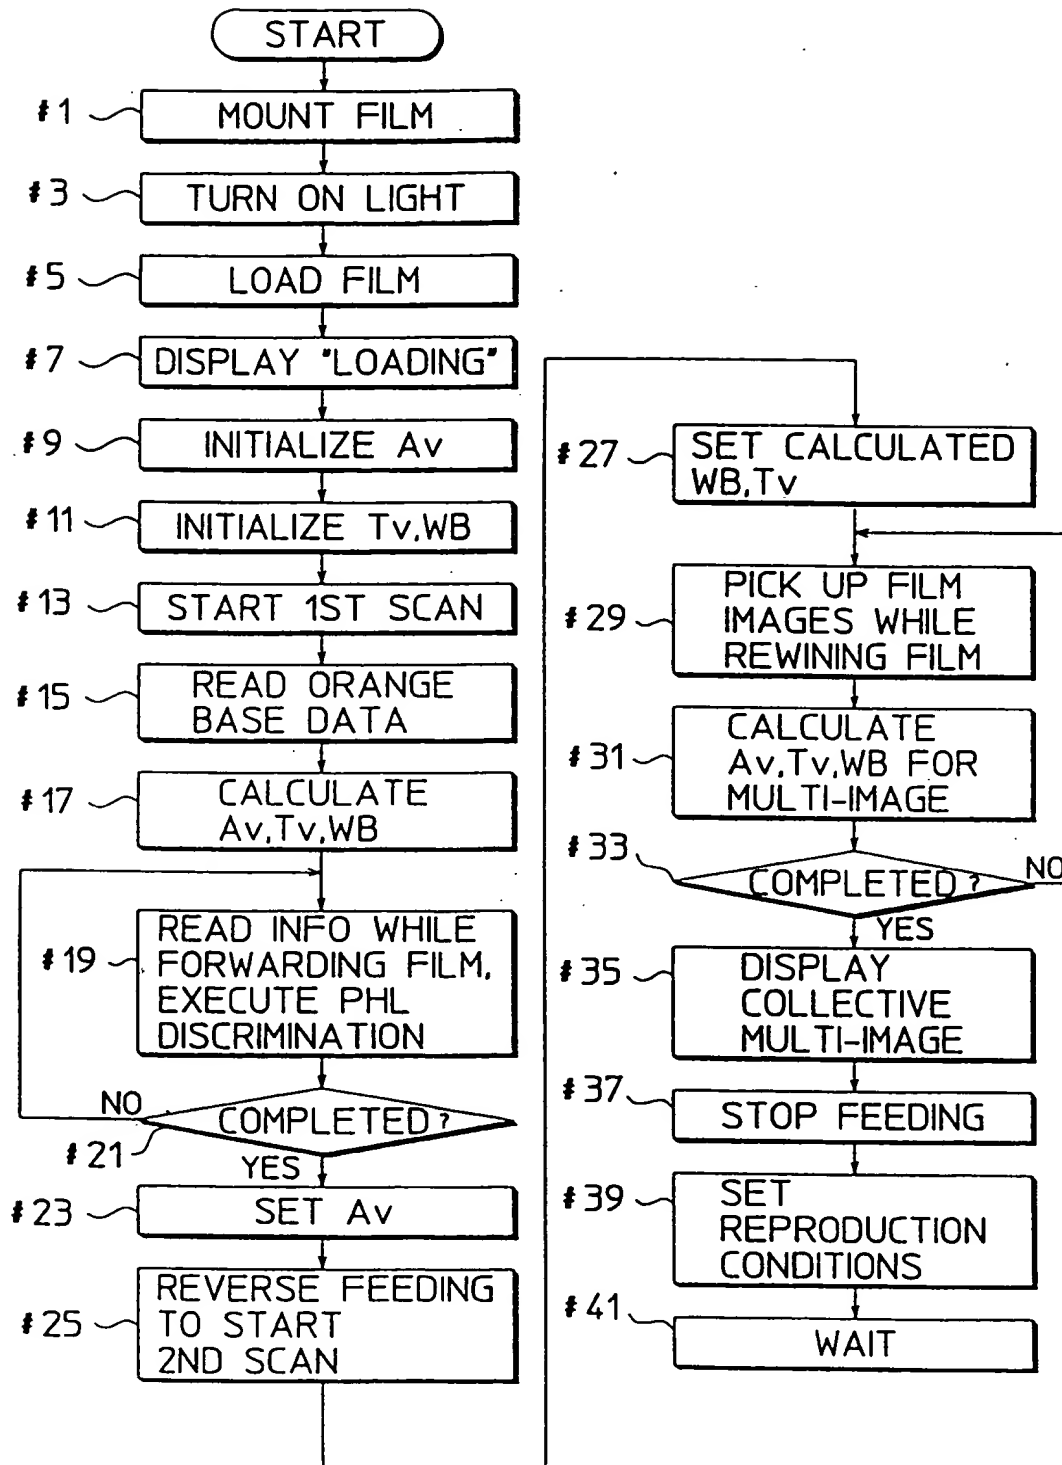 START
#1
MOUNT FILM
#3
TURN ON LIGHT
#5
LOAD FILM
#7
DISPLAY "LOADING"
#9
INITIALIZE Av
#11
INITIALIZE Tv,WB
#13
START 1ST SCAN
#15
READ ORANGE
BASE DATA
#17
CALCULATE
Av,Tv,WB
#19
READ INFO WHILE
FORWARDING FILM,
EXECUTE PHL
DISCRIMINATION
NO
COMPLETED?
#21
YES
#23
SET Av
#25
REVERSE FEEDING
TO START
2ND SCAN
#27
SET CALCULATED
WB,Tv
#29
PICK UP FILM
IMAGES WHILE
REWINING FILM
#31
CALCULATE
Av,Tv,WB FOR
MULTI-IMAGE
#33
COMPLETED?
NO
YES
#35
DISPLAY
COLLECTIVE
MULTI-IMAGE
#37
STOP FEEDING
#39
SET
REPRODUCTION
CONDITIONS
#41
WAIT